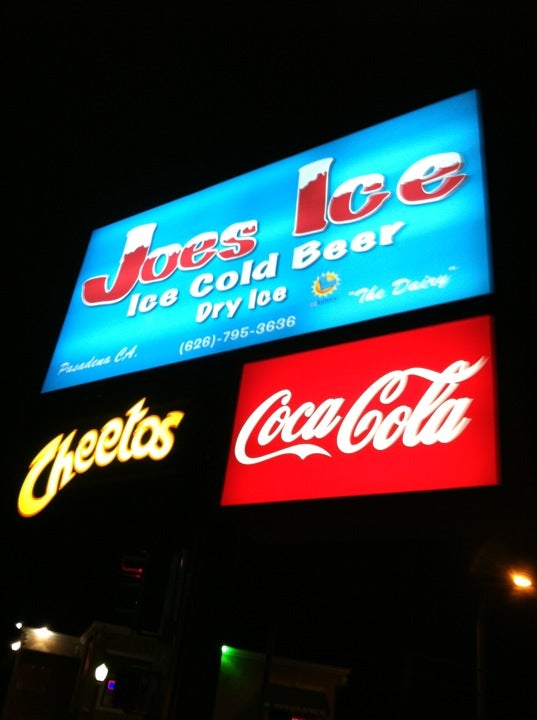 Joes Ice
Ice Cold Beer
Dry Ice
"The Dairy"
Pasadena CA.
(626)-795-3636
Cheetos
Coca-Cola